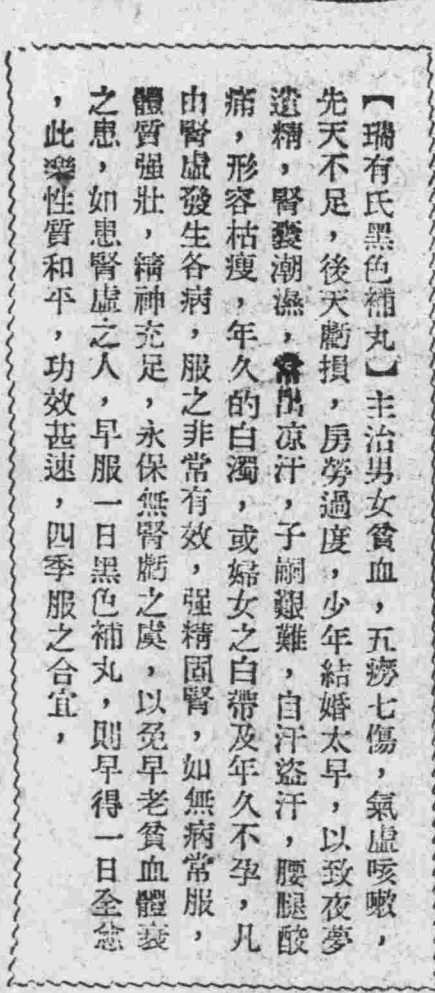 【瑞有氏黑色補丸】主治男女貧血，五癆七傷，氣虛咳嗽，
先天不足，後天虧損，房勞過度，少年結婚太早，以致夜夢
遺精，腎囊潮濕，常出凉汗，子嗣艱難，自汗盜汗，腰腿酸
痛，形容枯瘦，年久的白濁，或婦女之白帶及年久不孕，凡
由腎虛發生各病，服之非常有效，强精固腎，如無病常服，
體質强壯，精神充足，永保無腎虧之虞，以免早老貧血體衰
之患，如患腎虛之人，早服一日黑色補丸，則早得一日全愈
，此藥性質和平，功效甚速，四季服之合宜，